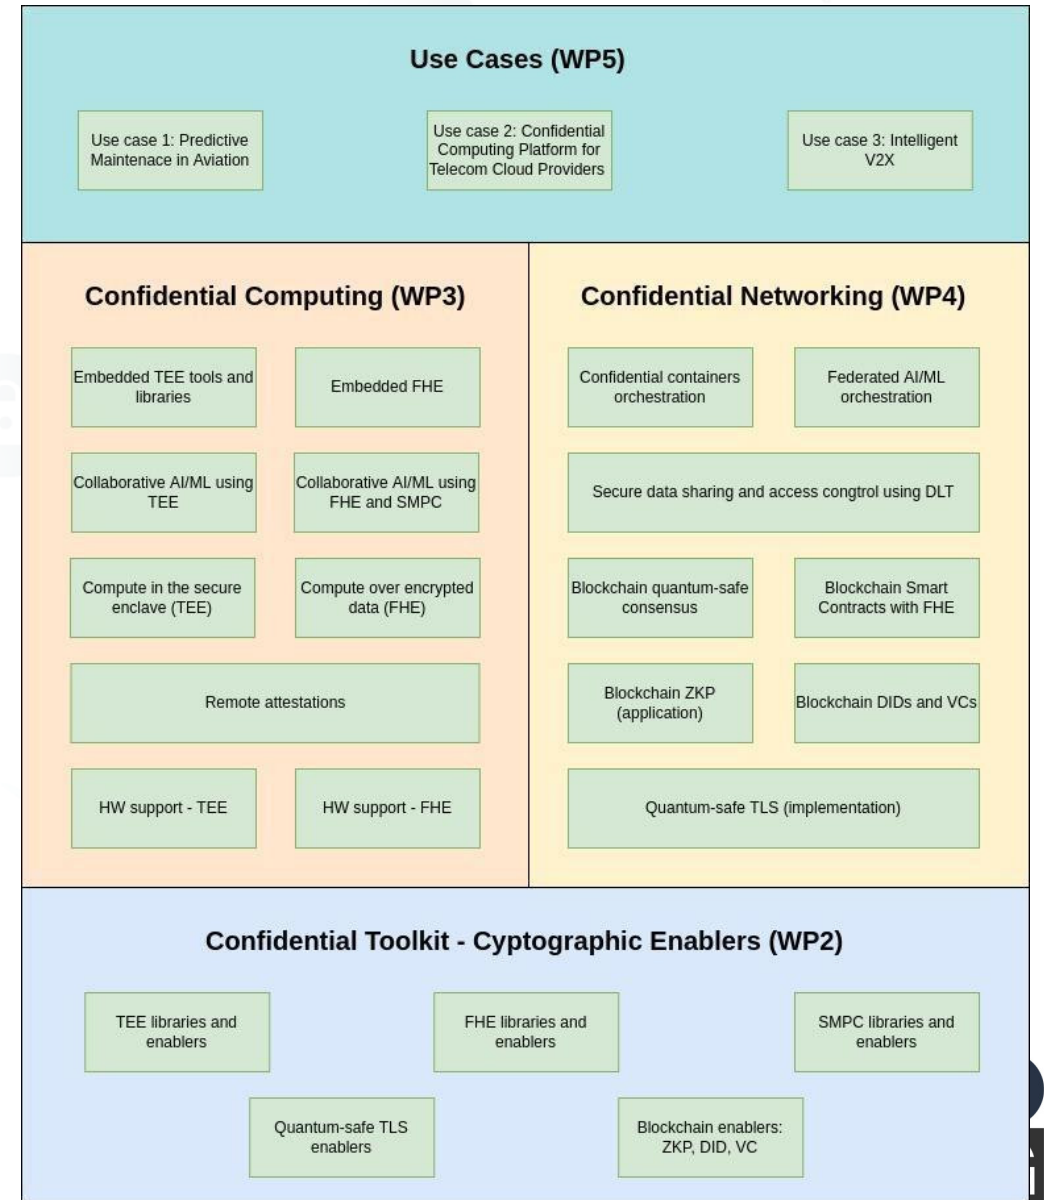 Use Cases (WP5)
Use case 1: Predictive
Maintenace in Aviation
Use case 2: Confidential
Computing Platform for
Telecom Cloud Providers
Use case 3: Intelligent
V2X
Confidential Computing (WP3)
Embedded TEE tools and
libraries
Embedded FHE
Collaborative AI/ML using
TEE
Collaborative AI/ML using
FHE and SMPC
Compute in the secure
enclave (TEE)
Compute over encrypted
data (FHE)
Remote attestations
HW support - TEE
HW support - FHE
Confidential Networking (WP4)
Confidential containers
orchestration
Federated AI/ML
orchestration
Secure data sharing and access congtrol using DLT
Blockchain quantum-safe
consensus
Blockchain Smart
Contracts with FHE
Blockchain ZKP
(application)
Blockchain DIDs and VCs
Quantum-safe TLS (implementation)
Confidential Toolkit - Cyptographic Enablers (WP2)
TEE libraries and
enablers
FHE libraries and
enablers
SMPC libraries and
enablers
Quantum-safe TLS
enablers
Blockchain enablers:
ZKP, DID, VC